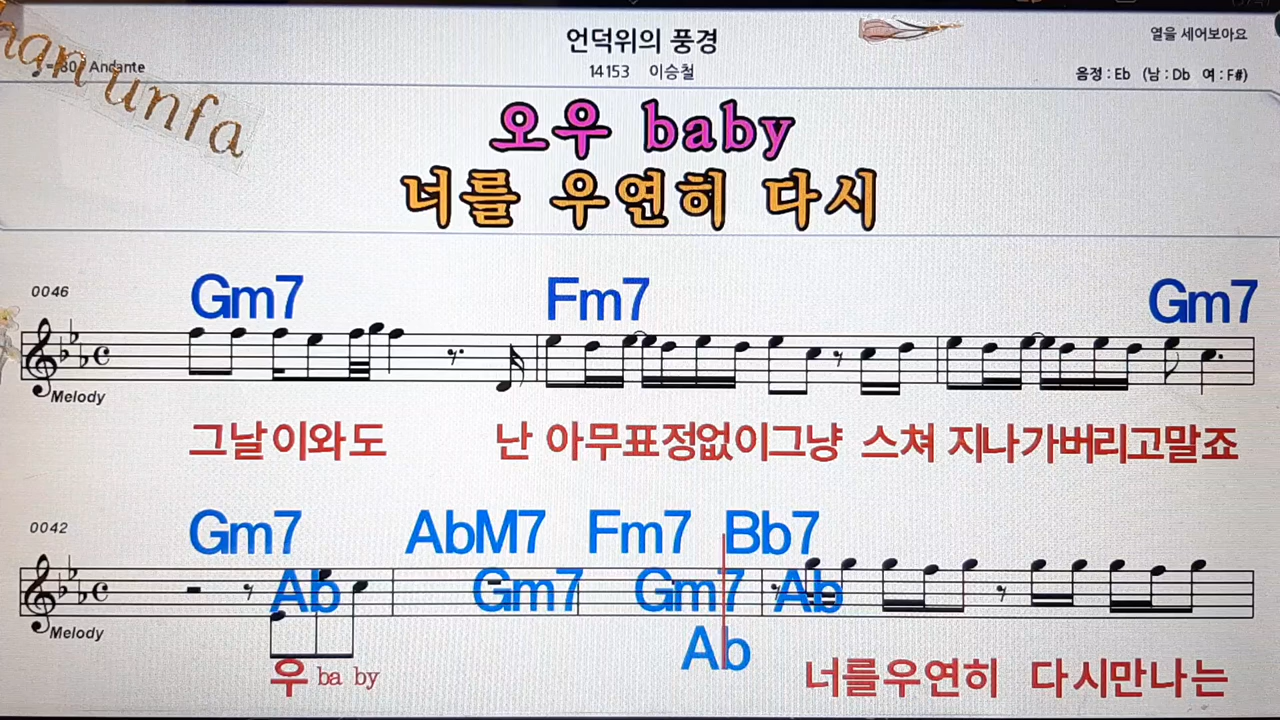 언덕위의 풍경
열을 세어보아요
14153 이승철
Andante
음정 : Eb (남 : Db 여 : F#)
han unfa
오우 baby
너를 우연히 다시
Gm7 Fm7 Gm7
0046
Melody
그날이와도 난 아무표정없이그냥 스쳐 지나가버리고말죠
0042
Gm7 AbM7 Fm7 Bb7
Ab Gm7 Gm7 Ab
Ab
Melody
우 ba by 너를우연히 다시만나는